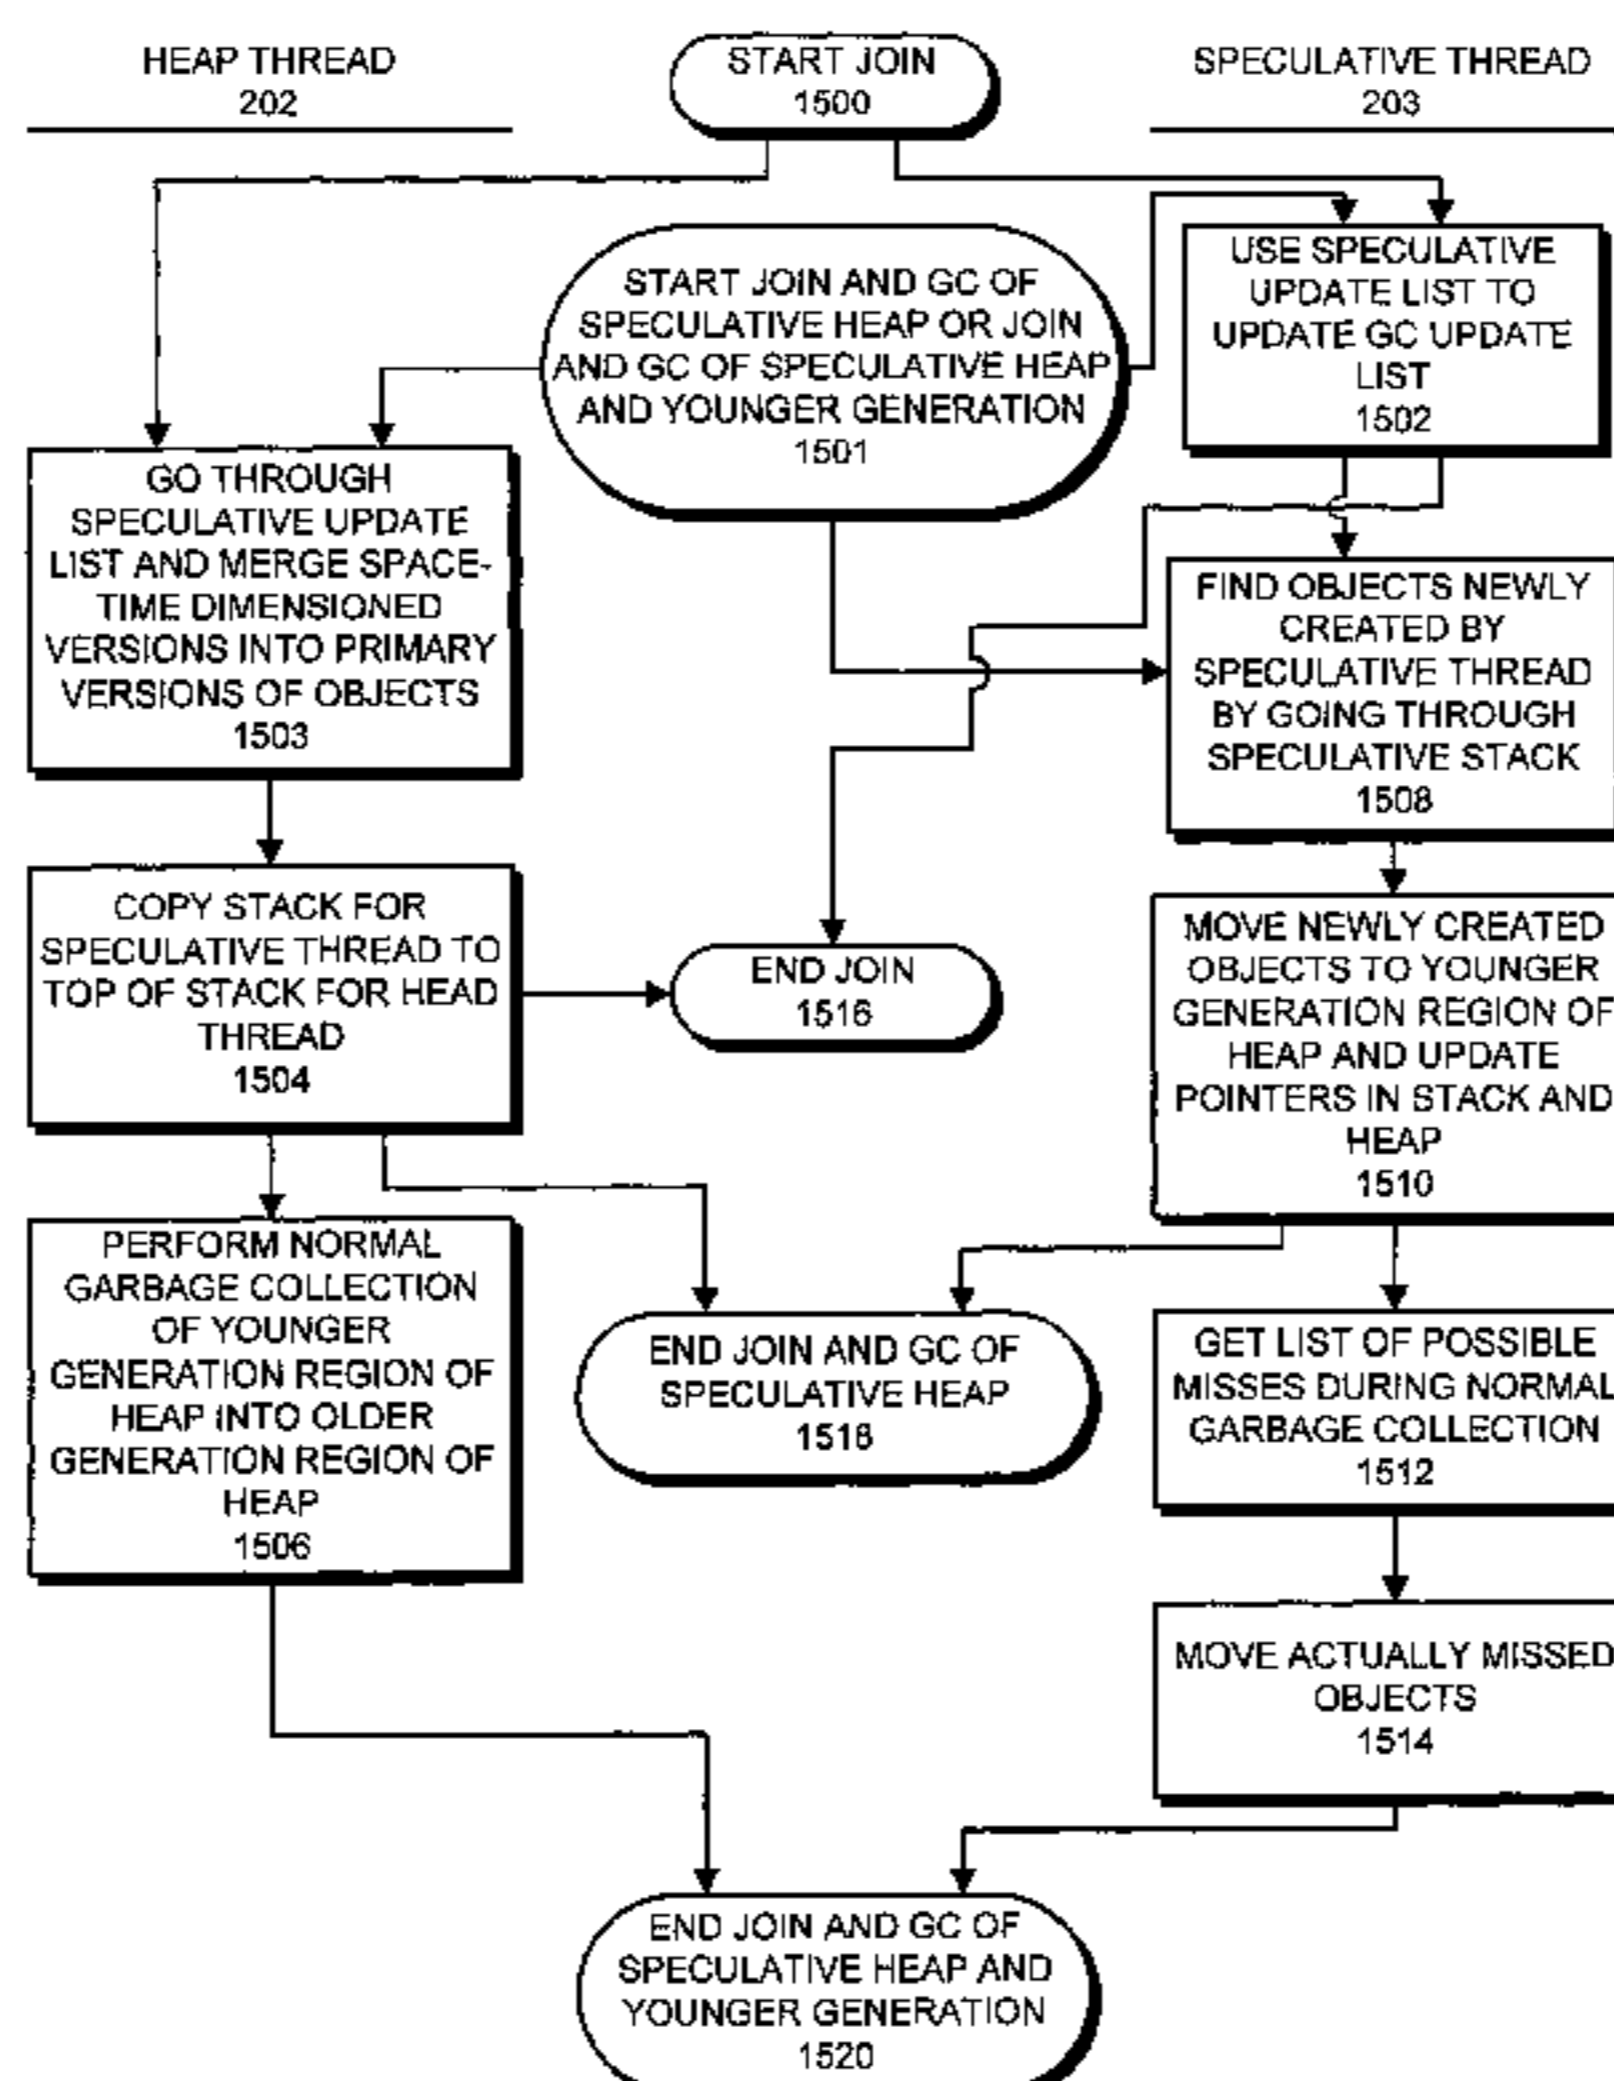 HEAP THREAD
202
START JOIN
1500
SPECULATIVE THREAD
203
START JOIN AND GC OF
SPECULATIVE HEAP OR JOIN
AND GC OF SPECULATIVE HEAP
AND YOUNGER GENERATION
1501
USE SPECULATIVE
UPDATE LIST TO
UPDATE GC UPDATE
LIST
1502
GO THROUGH
SPECULATIVE UPDATE
LIST AND MERGE SPACE-
TIME DIMENSIONED
VERSIONS INTO PRIMARY
VERSIONS OF OBJECTS
1503
FIND OBJECTS NEWLY
CREATED BY
SPECULATIVE THREAD
BY GOING THROUGH
SPECULATIVE STACK
1508
COPY STACK FOR
SPECULATIVE THREAD TO
TOP OF STACK FOR HEAD
THREAD
1504
END JOIN
1516
MOVE NEWLY CREATED
OBJECTS TO YOUNGER
GENERATION REGION OF
HEAP AND UPDATE
POINTERS IN STACK AND
HEAP
1510
PERFORM NORMAL
GARBAGE COLLECTION
OF YOUNGER
GENERATION REGION OF
HEAP INTO OLDER
GENERATION REGION OF
HEAP
1506
END JOIN AND GC OF
SPECULATIVE HEAP
1518
GET LIST OF POSSIBLE
MISSES DURING NORMAL
GARBAGE COLLECTION
1512
MOVE ACTUALLY MISSED
OBJECTS
1514
END JOIN AND GC OF
SPECULATIVE HEAP AND
YOUNGER GENERATION
1520